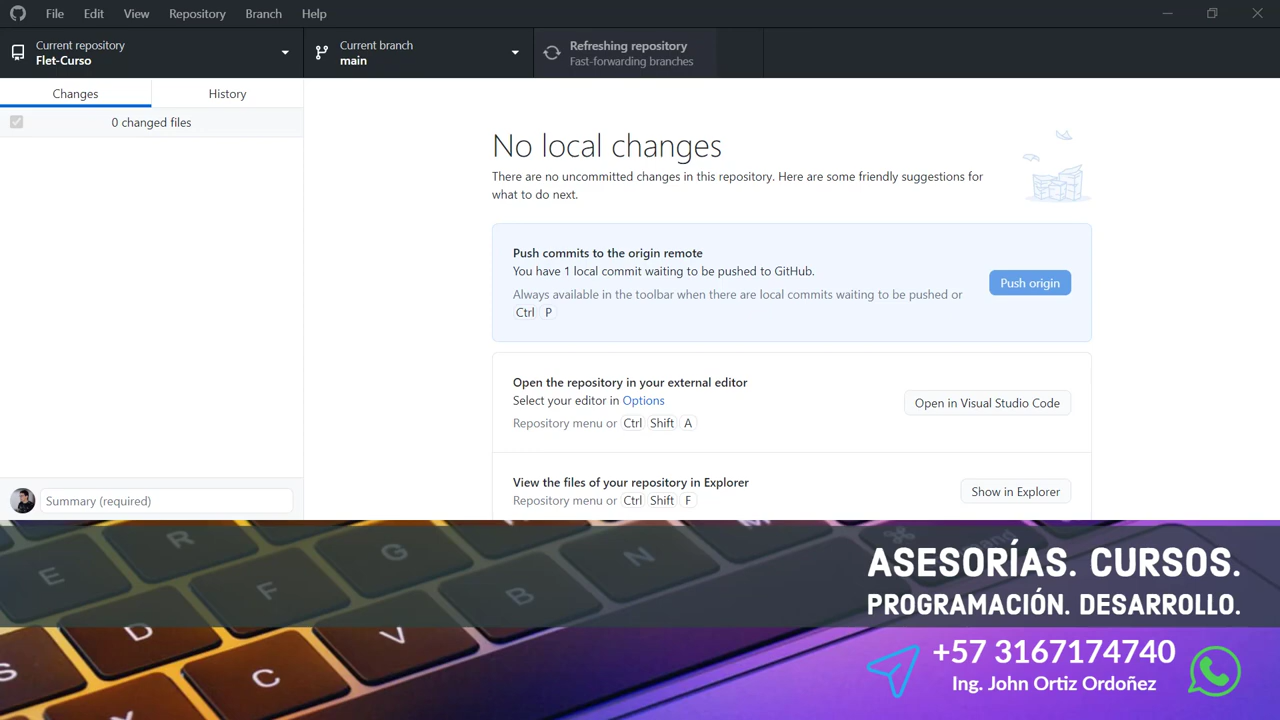 File Edit View Repository Branch Help
Current repository
Flet-Curso
Current branch
main
Refreshing repository
Fast-forwarding branches
Changes
History
0 changed files
No local changes
There are no uncommitted changes in this repository. Here are some friendly suggestions for
what to do next.
Push commits to the origin remote
You have 1 local commit waiting to be pushed to GitHub.
Always available in the toolbar when there are local commits waiting to be pushed or
Ctrl P
Push origin
Open the repository in your external editor
Select your editor in Options
Repository menu or Ctrl Shift A
Open in Visual Studio Code
View the files of your repository in Explorer
Repository menu or Ctrl Shift F
Show in Explorer
Summary (required)
E R F G B N V D C S
ASESORÍAS. CURSOS.
PROGRAMACIÓN. DESARROLLO.
+57 3167174740
Ing. John Ortiz Ordoñez